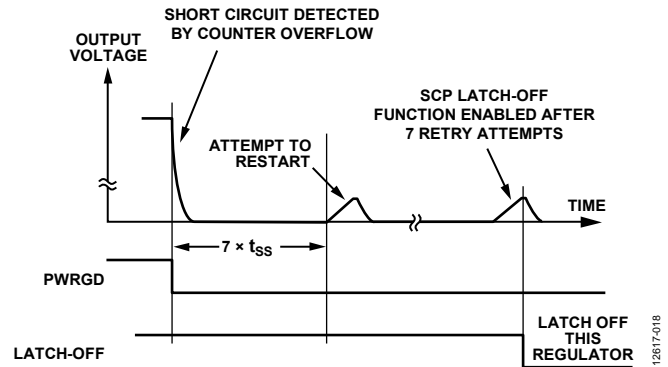 SHORT CIRCUIT DETECTED
BY COUNTER OVERFLOW
OUTPUT
VOLTAGE
SCP LATCH-OFF
FUNCTION ENABLED AFTER
7 RETRY ATTEMPTS
ATTEMPT TO
RESTART
TIME
7 × tSS
PWRGD
LATCH-OFF
LATCH OFF
THIS
REGULATOR
12617-018